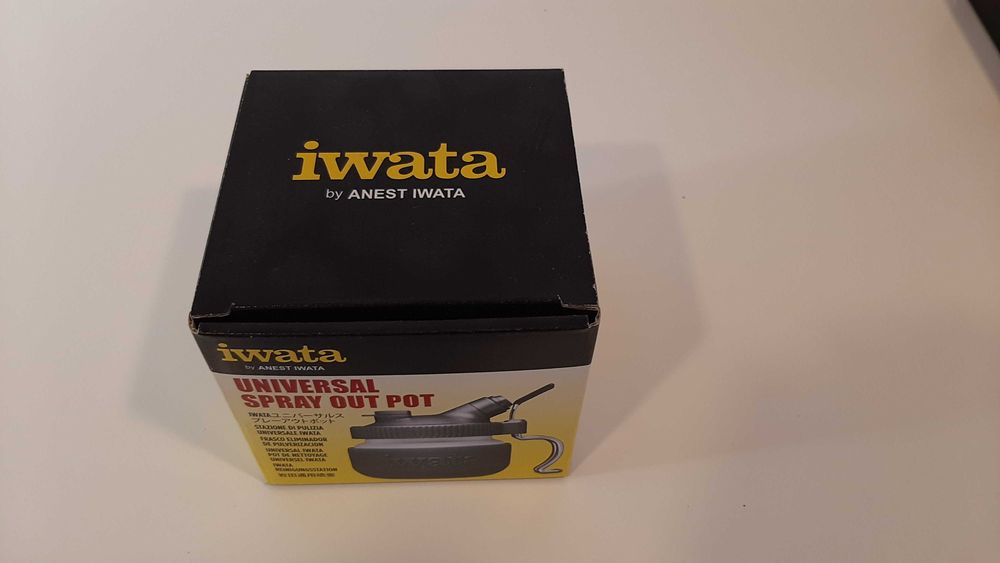 iwata
by ANEST IWATA
iwata
by ANEST IWATA
UNIVERSAL
SPRAY OUT POT
IWATAユニバーサルス
プレーアウトポット
STAZIONE DI PULIZIA
UNIVERSALE IWATA
FRASCO ELIMINADOR
DE PULVERIZACION
UNIVERSAL IWATA
POT DE NETTOYAGE
UNIVERSEL IWATA
IWATA
REINIGUNGSSTATION
iwata